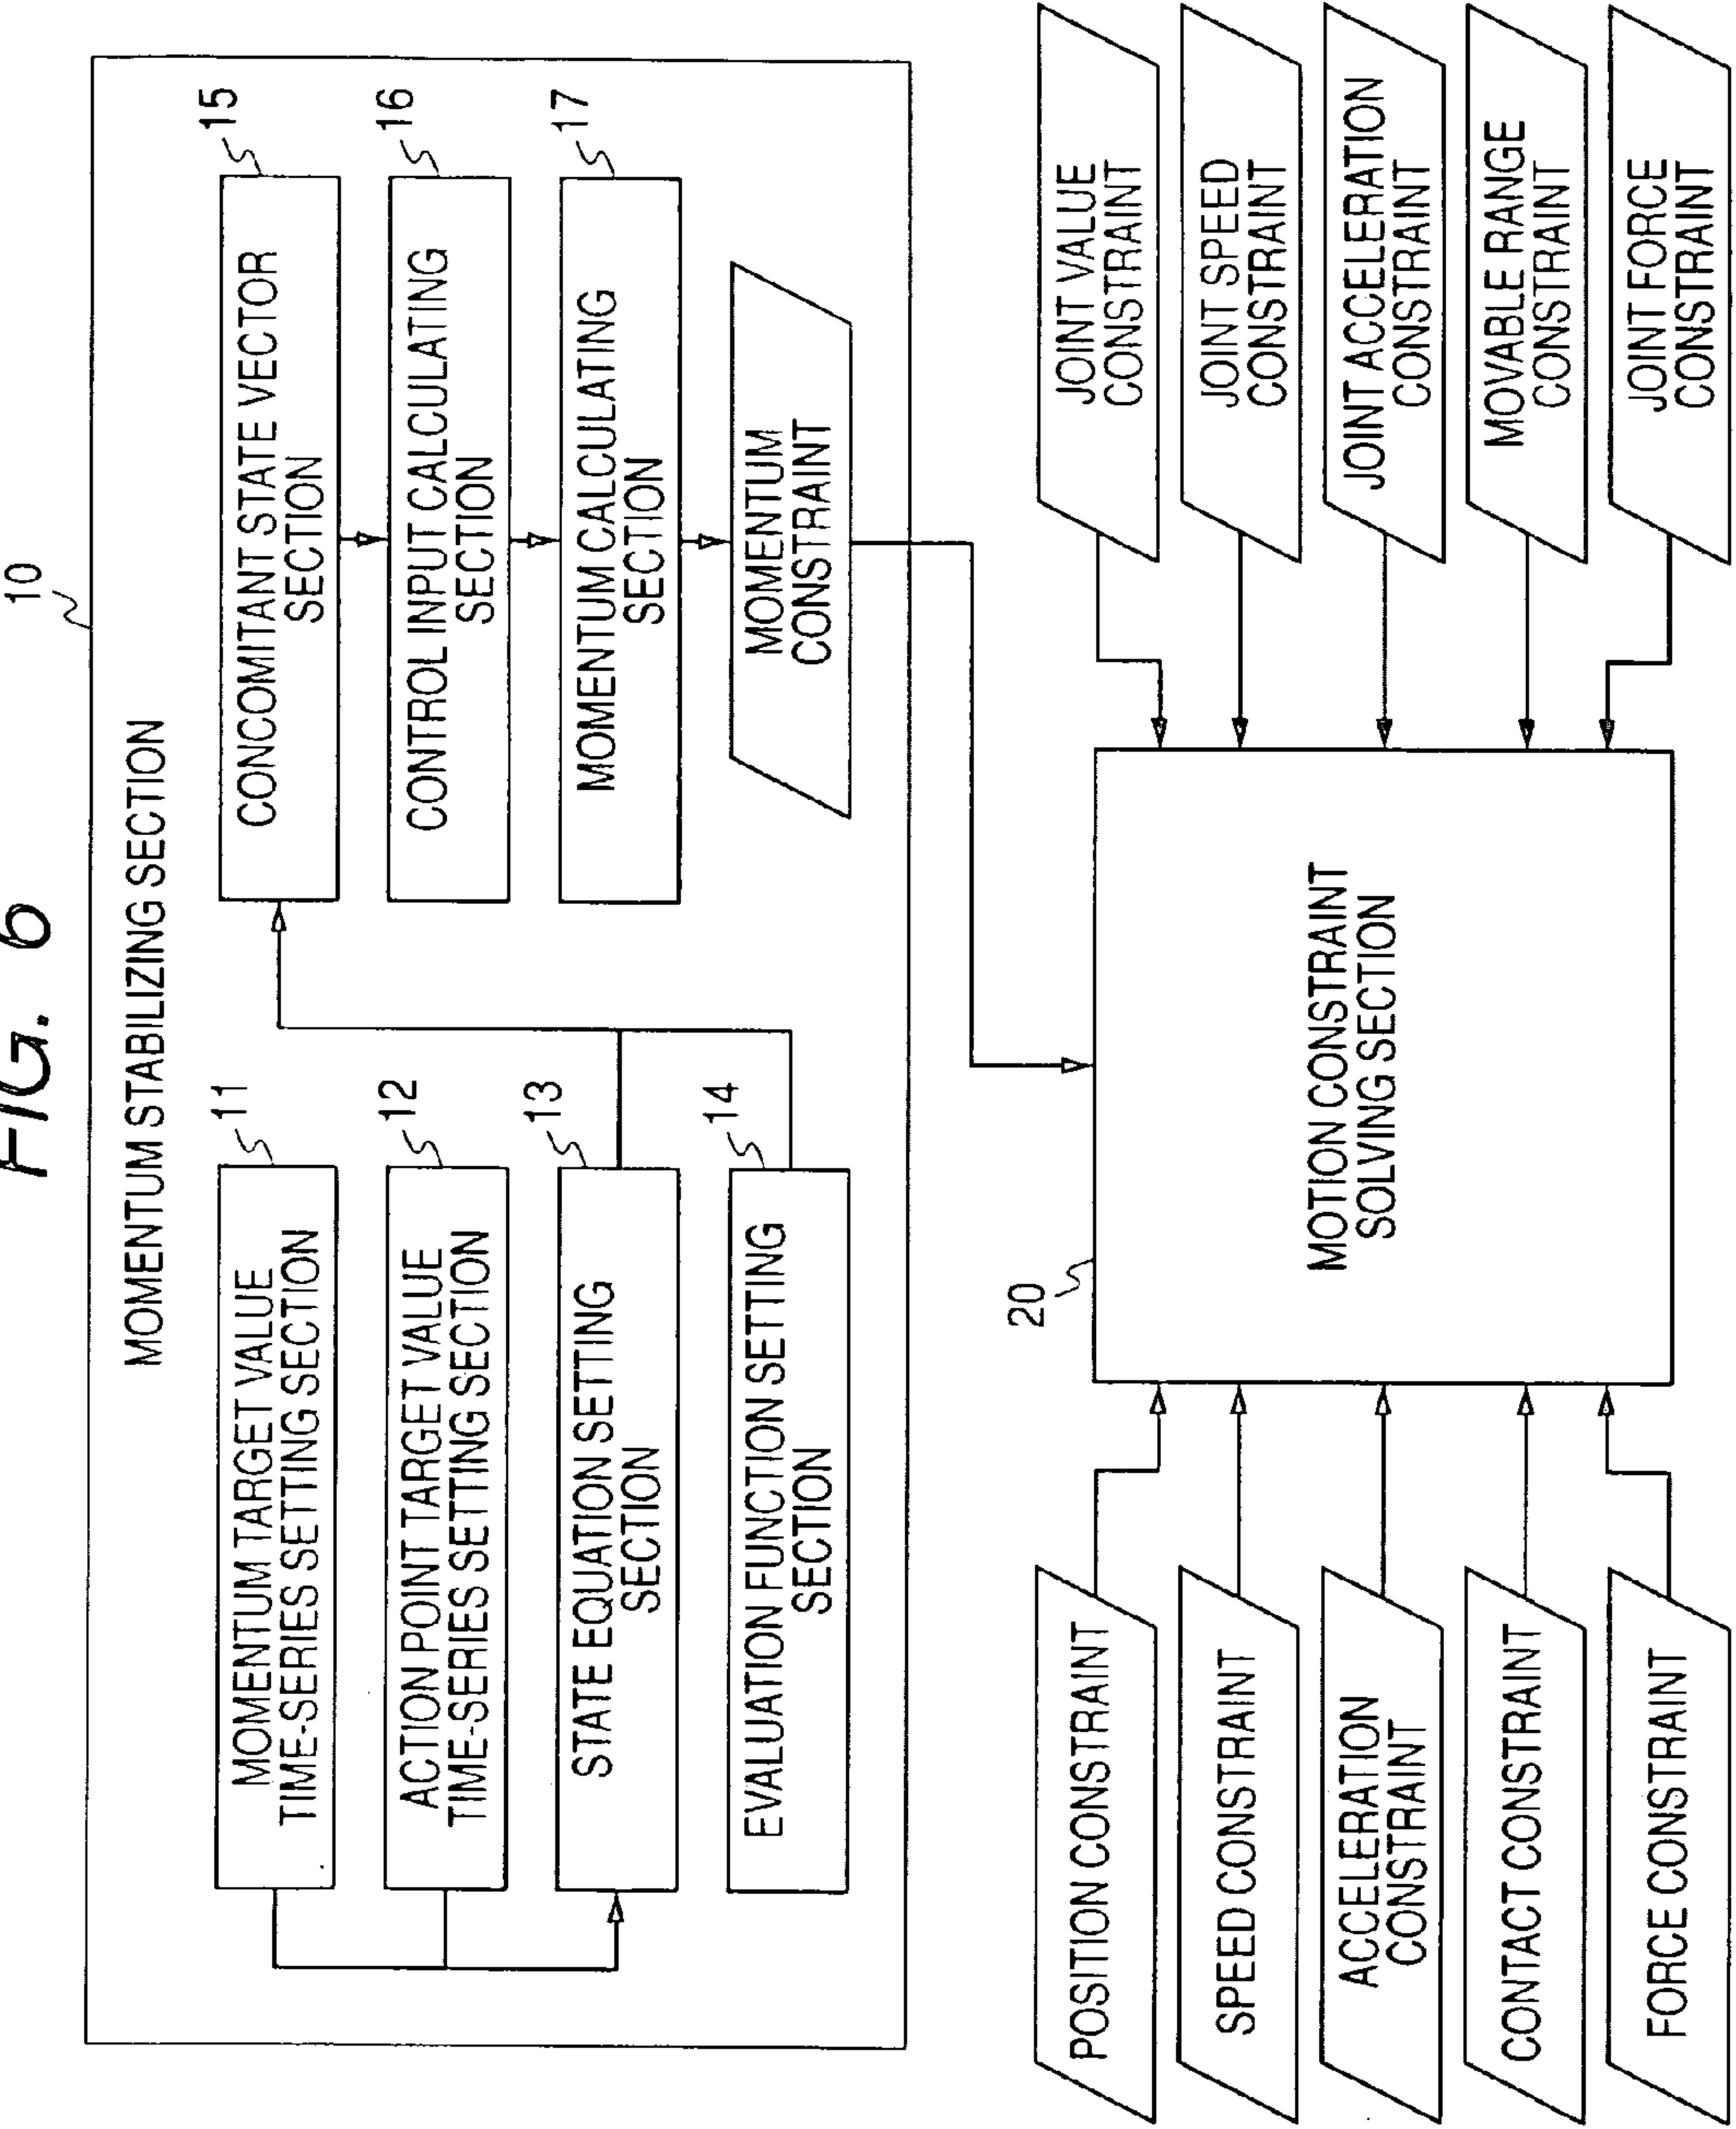 FIG. 6
10
MOMENTUM STABILIZING SECTION
MOMENTUM TARGET VALUE
TIME-SERIES SETTING SECTION
11
ACTION POINT TARGET VALUE
TIME-SERIES SETTING SECTION
12
STATE EQUATION SETTING
SECTION
13
EVALUATION FUNCTION SETTING
SECTION
14
CONCOMITANT STATE VECTOR
SECTION
15
CONTROL INPUT CALCULATING
SECTION
16
MOMENTUM CALCULATING
SECTION
17
MOMENTUM
CONSTRAINT
20
MOTION CONSTRAINT
SOLVING SECTION
POSITION CONSTRAINT
SPEED CONSTRAINT
ACCELERATION
CONSTRAINT
CONTACT CONSTRAINT
FORCE CONSTRAINT
JOINT VALUE
CONSTRAINT
JOINT SPEED
CONSTRAINT
JOINT ACCELERATION
CONSTRAINT
MOVABLE RANGE
CONSTRAINT
JOINT FORCE
CONSTRAINT